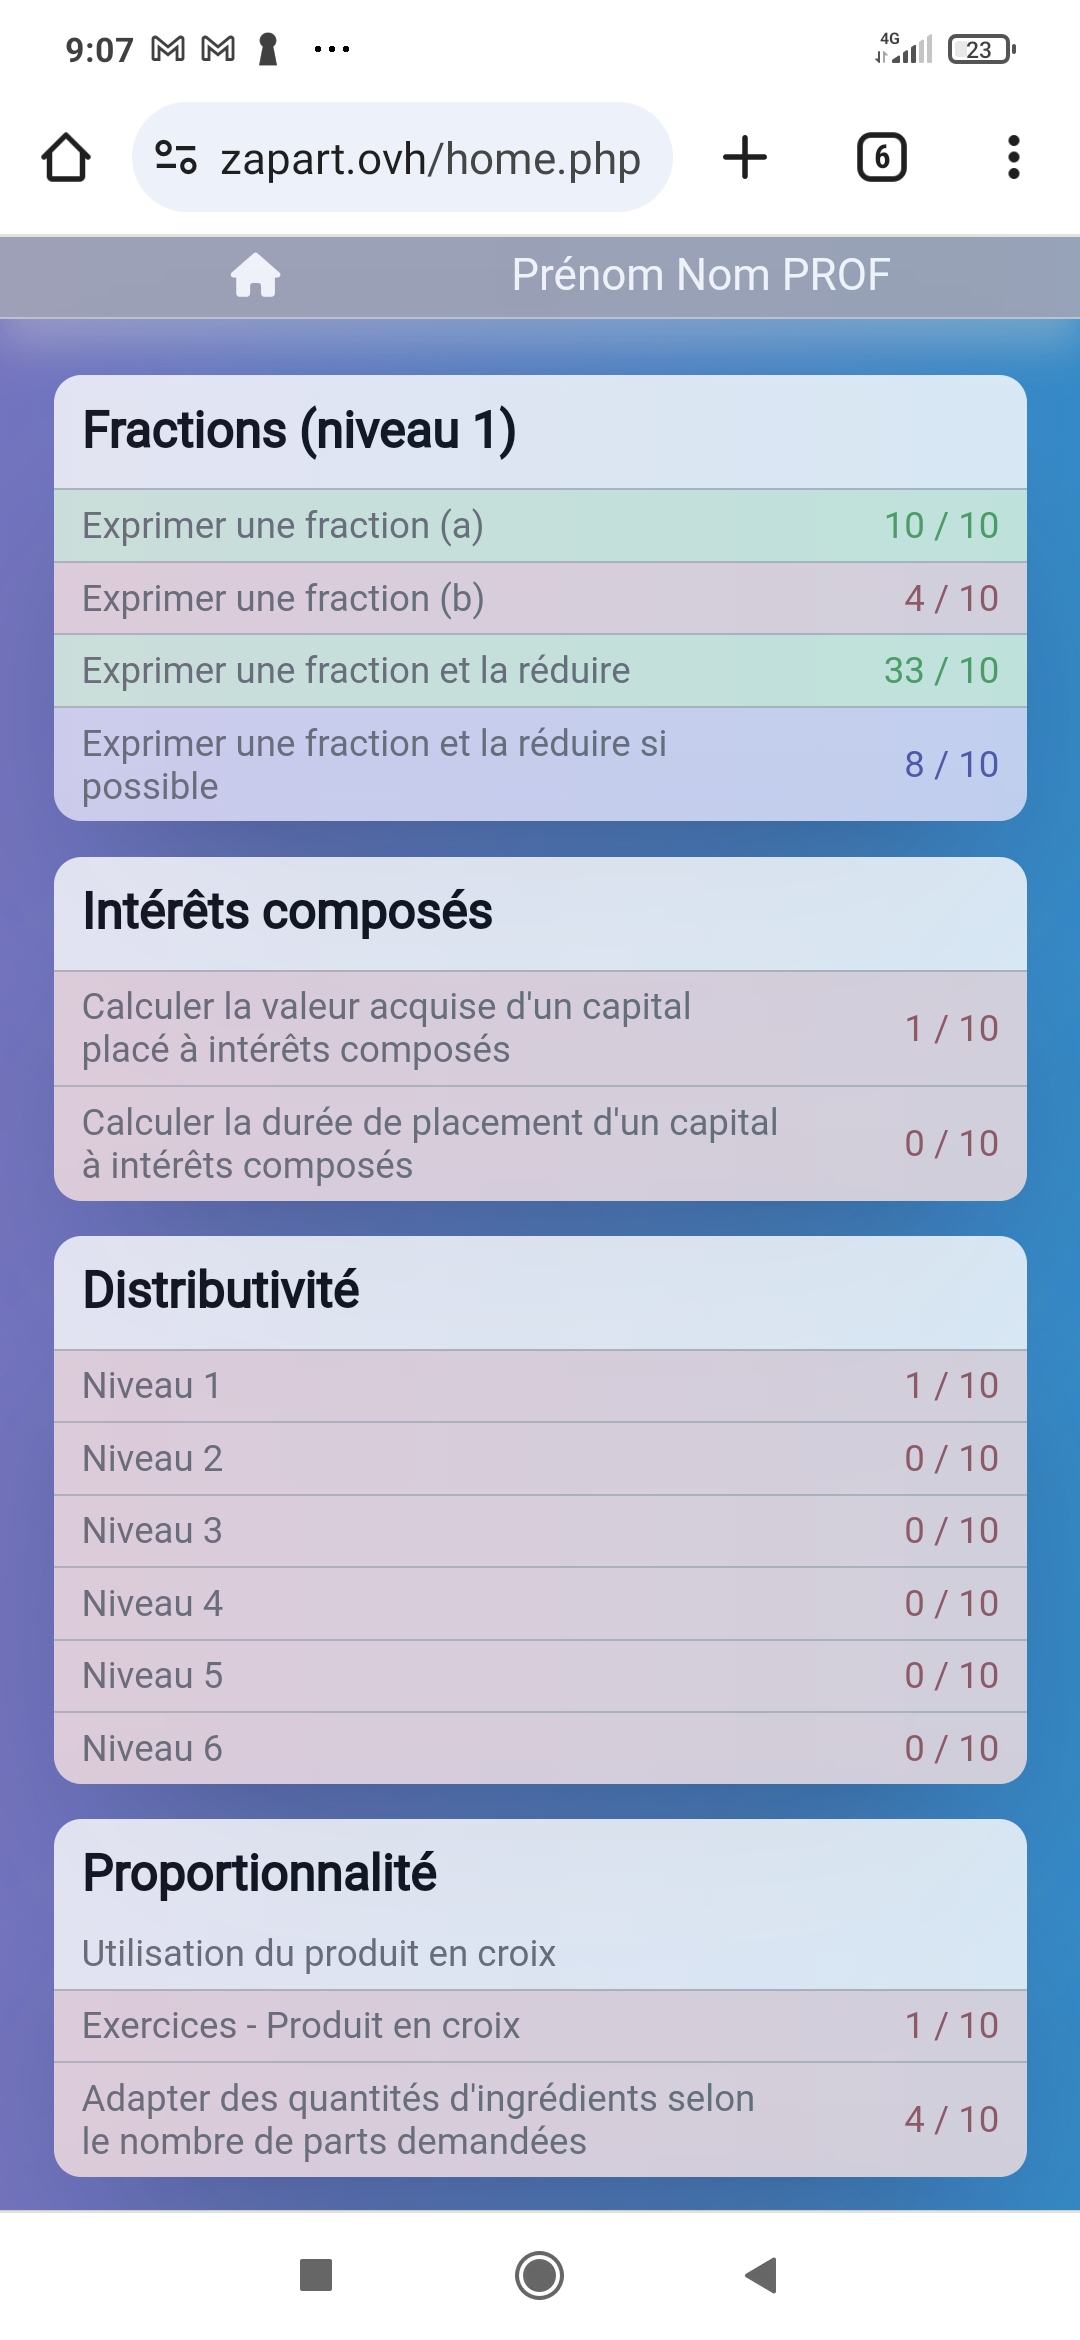 9:07
4G
23
zapart.ovh/home.php
6
Prénom Nom PROF
Fractions (niveau 1)
Exprimer une fraction (a) 10 / 10
Exprimer une fraction (b) 4 / 10
Exprimer une fraction et la réduire 33 / 10
Exprimer une fraction et la réduire si
possible
8 / 10
Intérêts composés
Calculer la valeur acquise d'un capital
placé à intérêts composés
1 / 10
Calculer la durée de placement d'un capital
à intérêts composés
0 / 10
Distributivité
Niveau 1 1 / 10
Niveau 2 0 / 10
Niveau 3 0 / 10
Niveau 4 0 / 10
Niveau 5 0 / 10
Niveau 6 0 / 10
Proportionnalité
Utilisation du produit en croix
Exercices - Produit en croix 1 / 10
Adapter des quantités d'ingrédients selon
le nombre de parts demandées
4 / 10